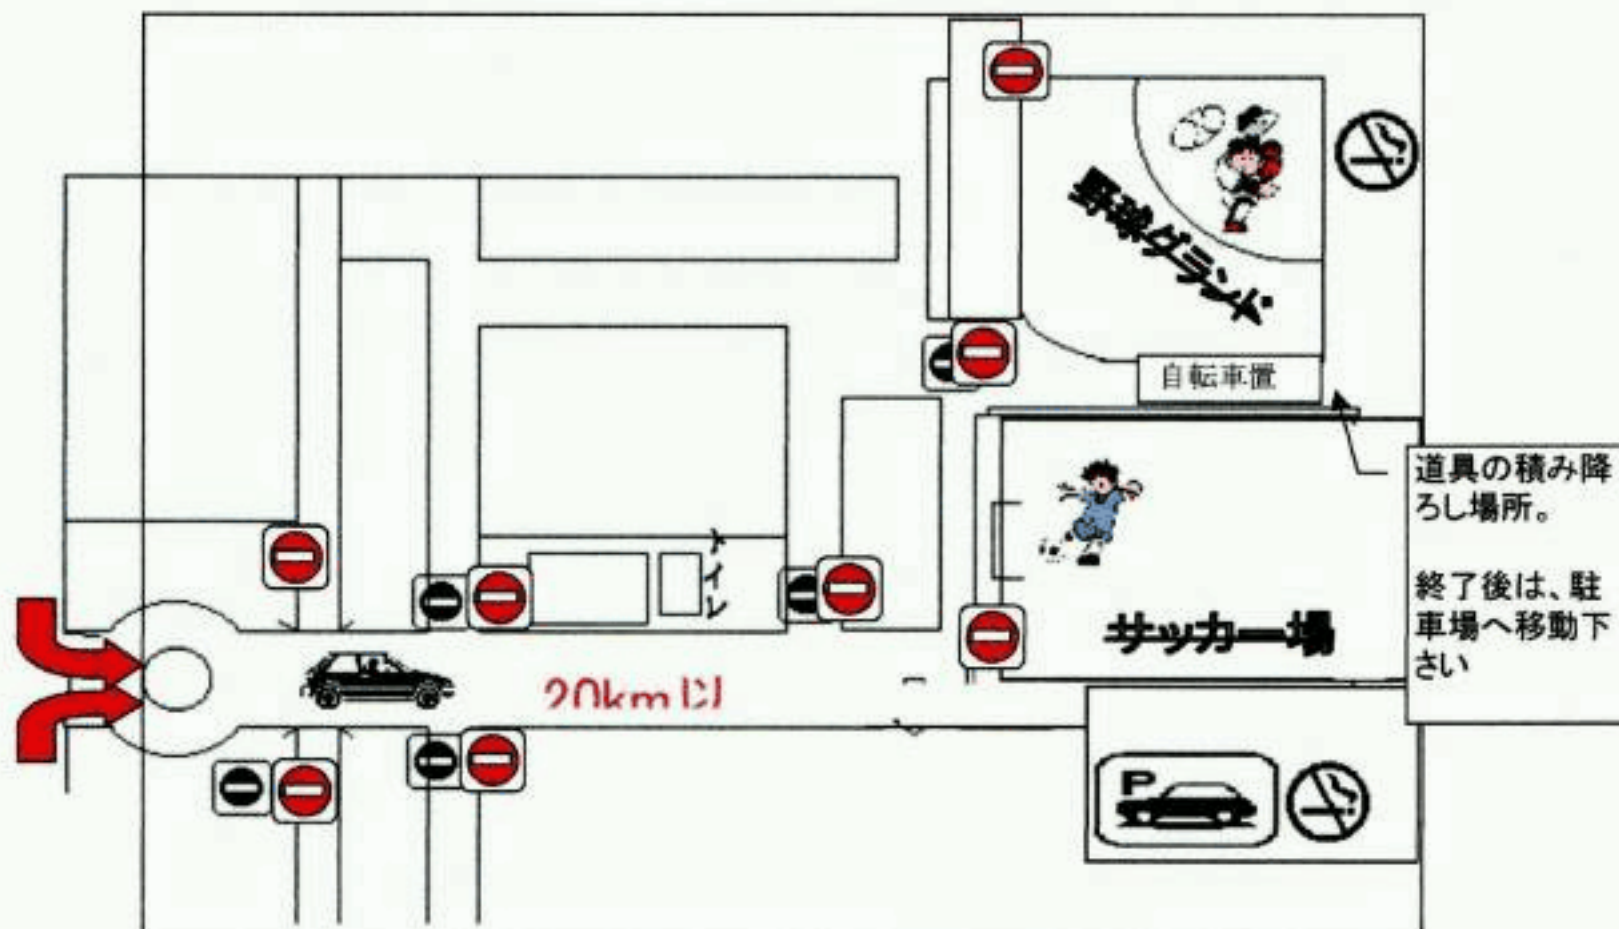 野球グランド
自転車置
道具の積み降
ろし場所。
終了後は、駐
車場へ移動下
さい
トイレ
サッカー場
20km以
P